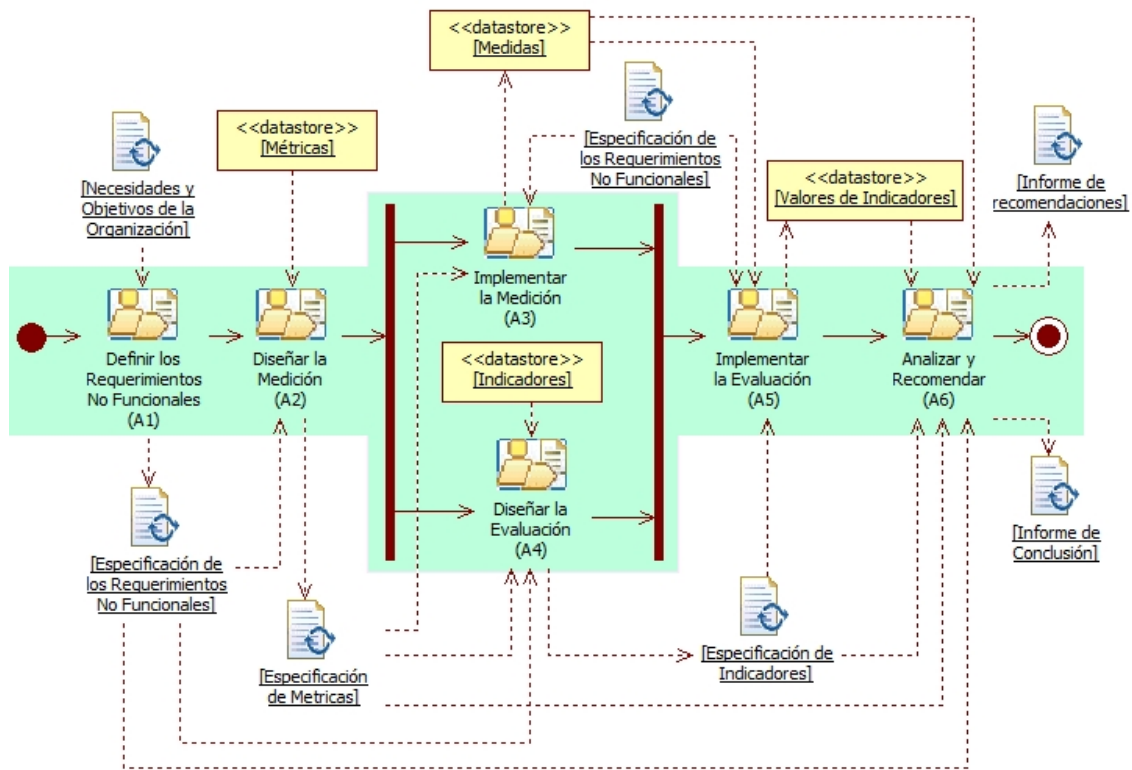 <<datastore>>
[Medidas]
<<datastore>>
[Métricas]
[Necesidades y
Objetivos de la
Organización]
[Especificación de
los Requerimientos
No Funcionales]
<<datastore>>
[Valores de Indicadores]
[Informe de
recomendaciones]
Definir los
Requerimientos
No Funcionales
(A1)
Diseñar la
Medición
(A2)
Implementar
la Medición
(A3)
<<datastore>>
[Indicadores]
Diseñar la
Evaluación
(A4)
Implementar
la Evaluación
(A5)
Analizar y
Recomendar
(A6)
[Especificación de
los Requerimientos
No Funcionales]
[Especificación
de Metricas]
[Especificación de
Indicadores]
[Informe de
Conclusión]